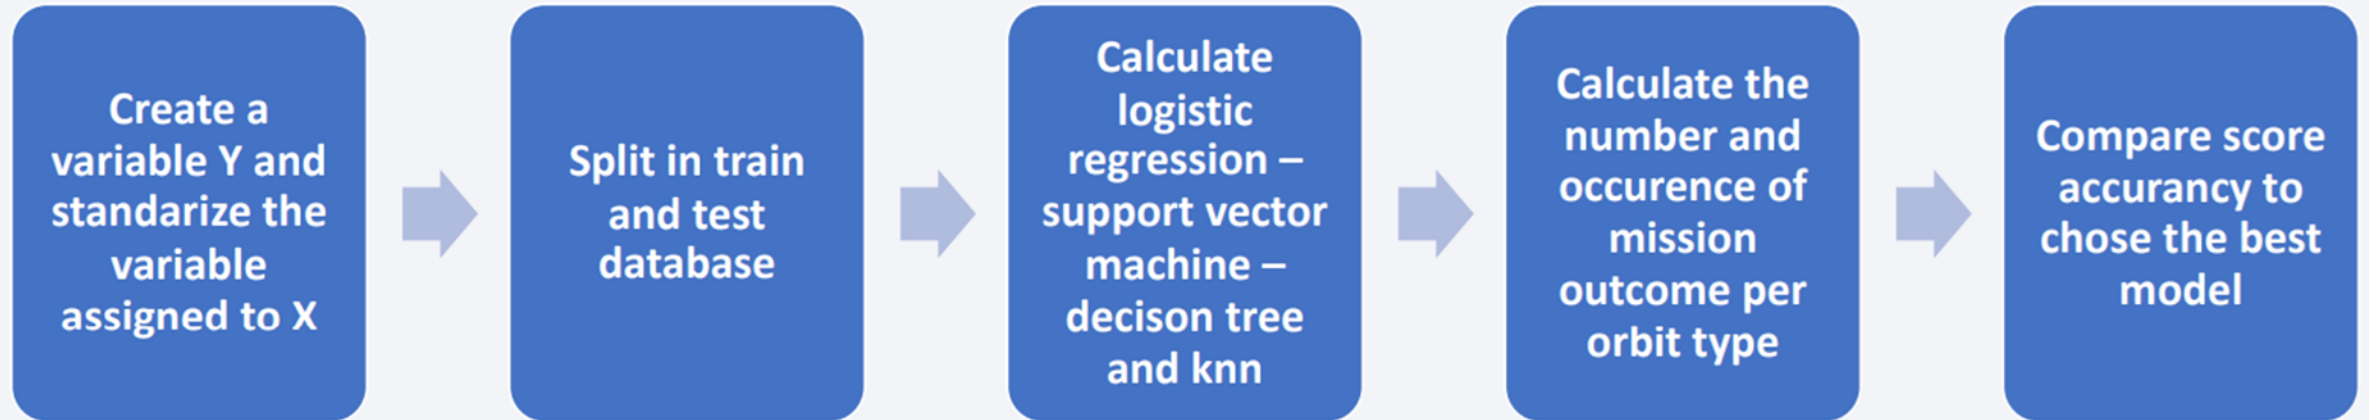 Create a
variable Y and
standarize the
variable
assigned to X
Split in train
and test
database
Calculate
logistic
regression –
support vector
machine –
decison tree
and knn
Calculate the
number and
occurence of
mission
outcome per
orbit type
Compare score
accurancy to
chose the best
model